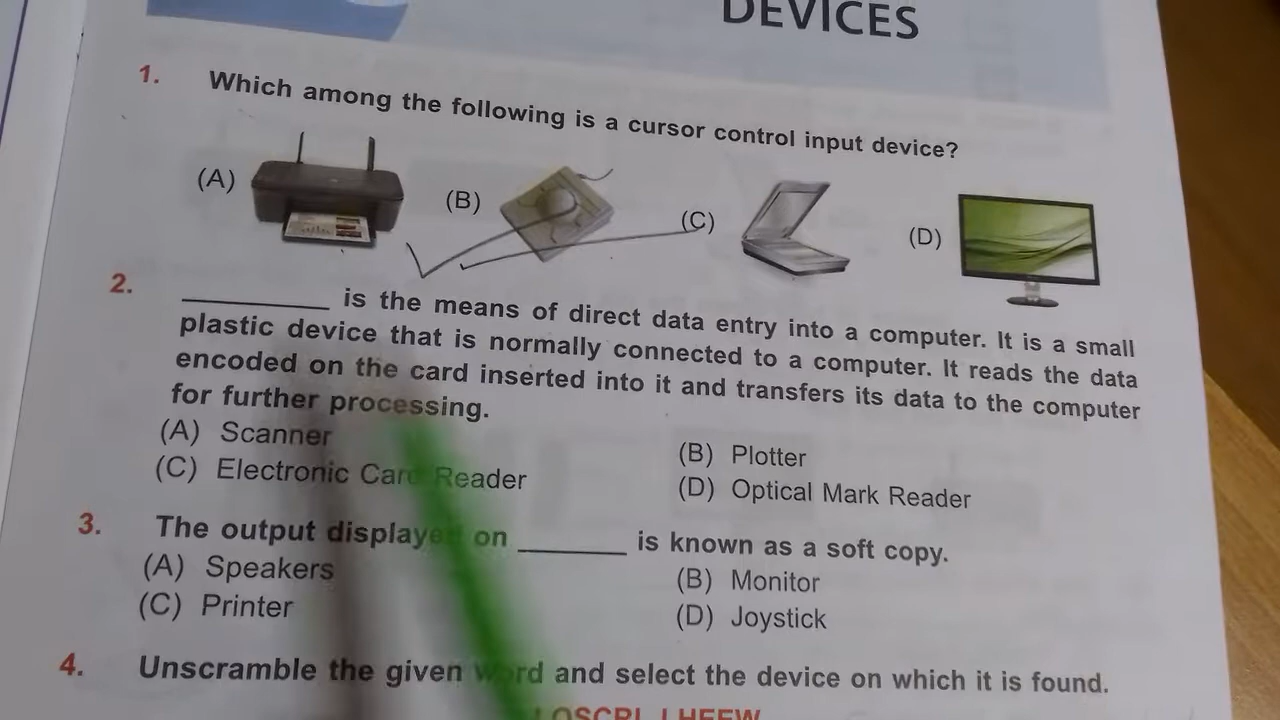 DEVICES
1. Which among the following is a cursor control input device?
(A) (B) (C) (D)
2. ________ is the means of direct data entry into a computer. It is a small
plastic device that is normally connected to a computer. It reads the data
encoded on the card inserted into it and transfers its data to the computer
for further processing.
(A) Scanner (B) Plotter
(C) Electronic Card Reader (D) Optical Mark Reader
3. The output displayed on ______ is known as a soft copy.
(A) Speakers (B) Monitor
(C) Printer (D) Joystick
4. Unscramble the given word and select the device on which it is found.